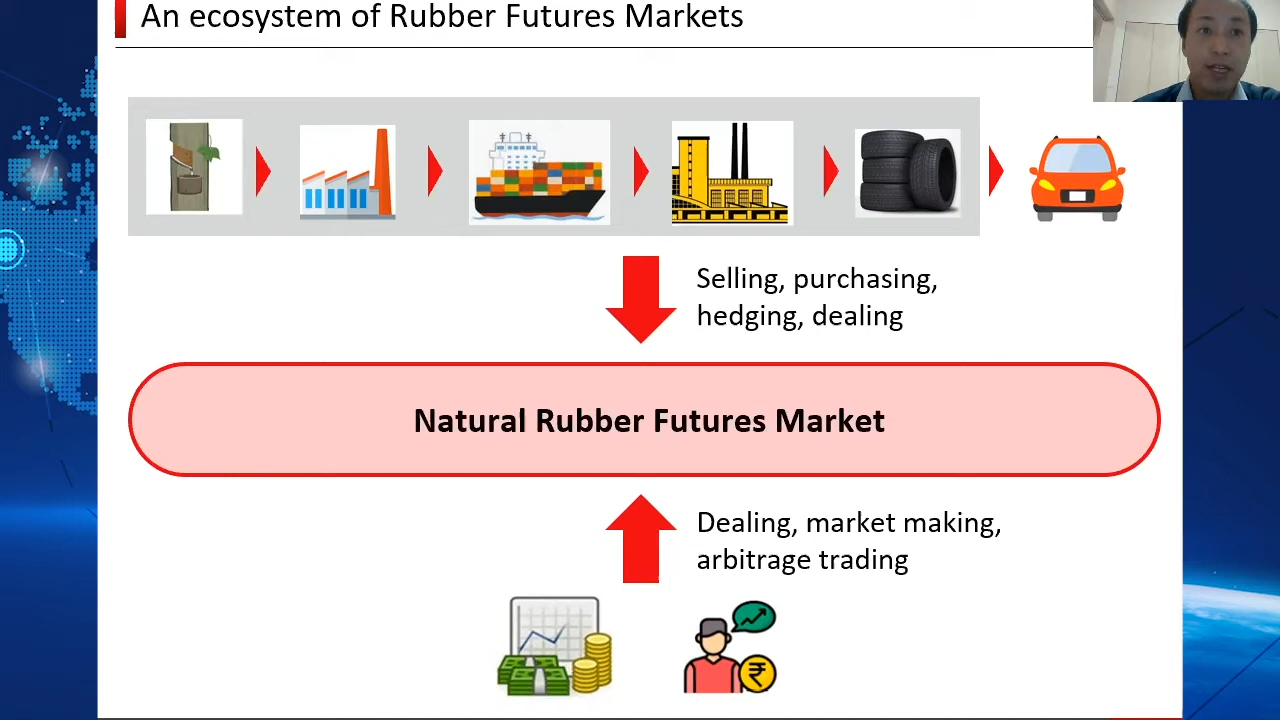 An ecosystem of Rubber Futures Markets
Selling, purchasing,
hedging, dealing
Natural Rubber Futures Market
Dealing, market making,
arbitrage trading
₹